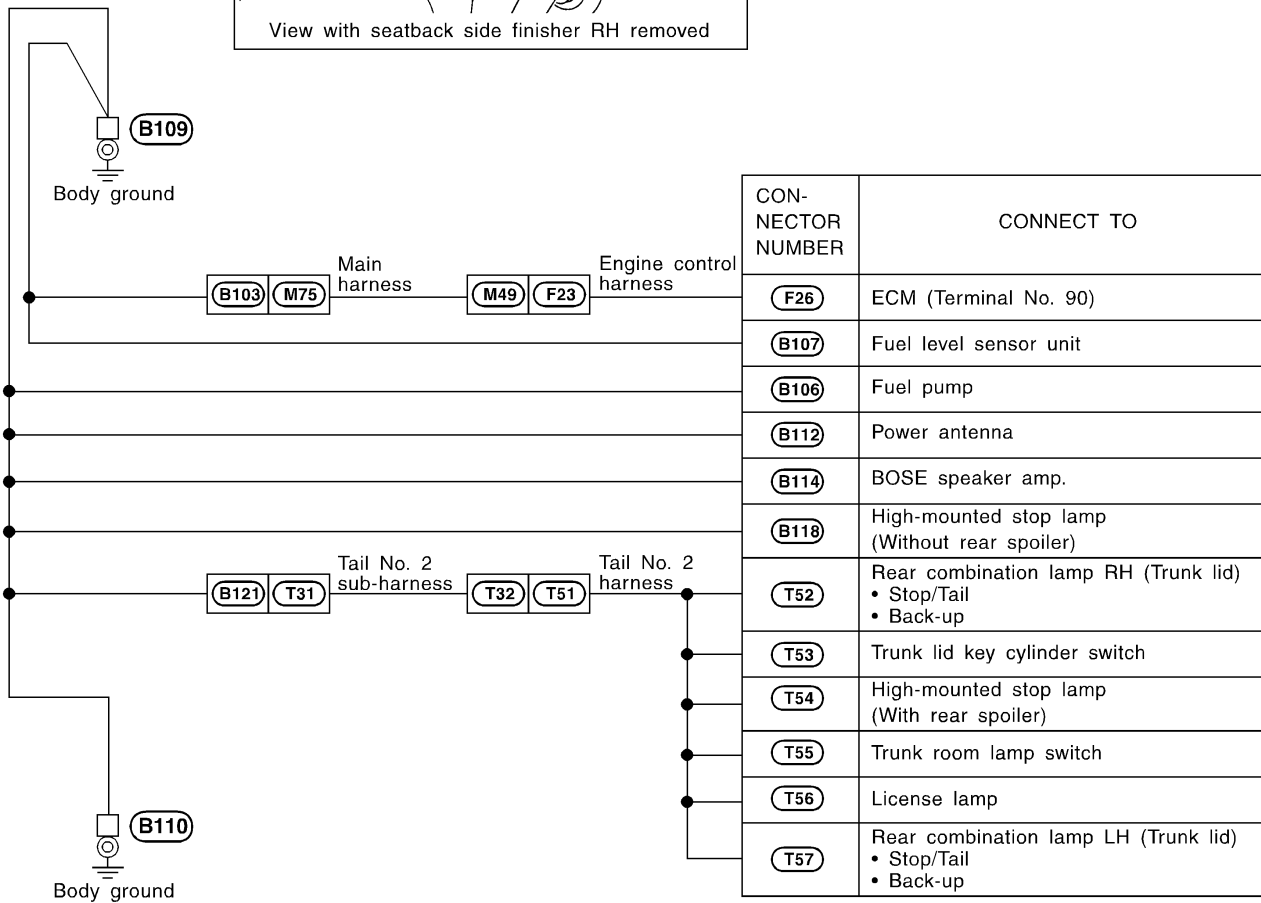 View with seatback side finisher RH removed
B109
Body ground
CON-
NECTOR
NUMBER
CONNECT TO
B103 M75
Main
harness
M49 F23
Engine control
harness
F26
ECM (Terminal No. 90)
B107
Fuel level sensor unit
B106
Fuel pump
B112
Power antenna
B114
BOSE speaker amp.
B118
High-mounted stop lamp
(Without rear spoiler)
B121 T31
Tail No. 2
sub-harness
T32 T51
Tail No. 2
harness
T52
Rear combination lamp RH (Trunk lid)
• Stop/Tail
• Back-up
T53
Trunk lid key cylinder switch
T54
High-mounted stop lamp
(With rear spoiler)
T55
Trunk room lamp switch
T56
License lamp
T57
Rear combination lamp LH (Trunk lid)
• Stop/Tail
• Back-up
B110
Body ground